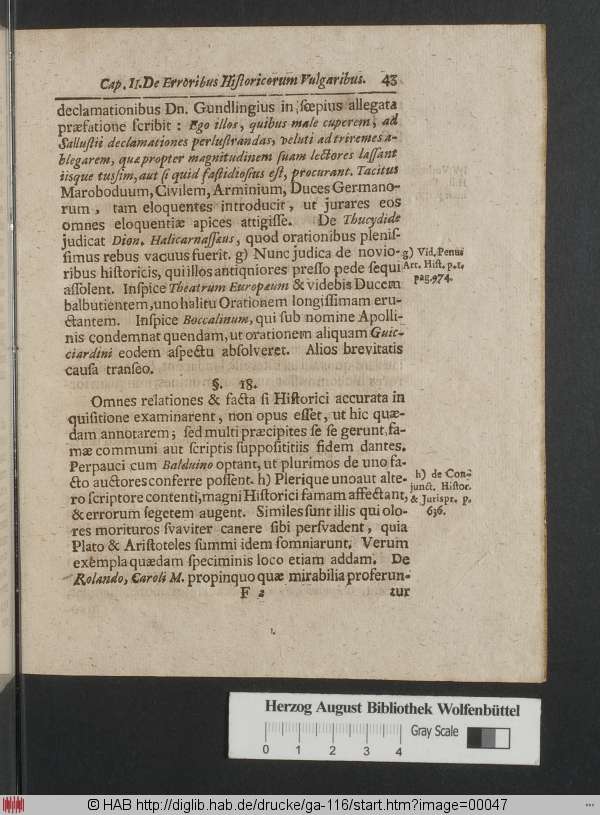 Cap. II. De Erroribus Hiſtoricorum Vulgaribus. 43
declamationibus Dn. Gundlingius in ſœpius allegata
præfatione ſcribit : Ego illos, quibus male cuperem, ad
Salluſtii declamationes perluſtrandas, veluti ad triremes a-
blegarem, quæ propter magnitudinem ſuam lectores laſſant
iisque tuſſim, aut ſi quid faſtidioſius eſt, procurant. Tacitus
Maroboduum, Civilem, Arminium, Duces Germano-
rum , tam eloquentes introducit, ut jurares eos
omnes eloquentiæ apices attigiſſe. De Thucydide
judicat Dion. Halicarnaſſæus, quod orationibus pleniſ-
ſimus rebus vacuus fuerit. g) Nunc judica de novio-
ribus hiſtoricis, qui illos antiqniores preſſo pede ſequi
aſſolent. Inſpice Theatrum Europæum & videbis Ducem
balbutientem, uno halitu Orationem longiſſimam eru-
ctantem. Inſpice Boccalinum, qui ſub nomine Apolli-
nis condemnat quendam, ut orationem aliquam Guic-
ciardini eodem aſpectu abſolveret. Alios brevitatis
cauſa tranſeo.
g) Vid. Penus
Art. Hiſt. p. 1.
pag. 974.
§. 18.
Omnes relationes & facta ſi Hiſtorici accurata in
quiſitione examinarent, non opus eſſet, ut hic quæ-
dam annotarem; ſed multi præcipites ſe ſe gerunt, fa-
mæ communi aut ſcriptis ſuppoſititiis fidem dantes.
Perpauci cum Balduino optant, ut plurimos de uno fa-
cto auctores conferre poſſent. h) Plerique uno aut alte-
ro ſcriptore contenti, magni Hiſtorici famam affectant,
& errorum ſegetem augent. Similes ſunt illis qui olo-
res morituros ſvaviter canere ſibi perſvadent, quia
Plato & Ariſtoteles ſummi idem ſomniarunt. Verum
exempla quædam ſpeciminis loco etiam addam. De
Rolando, Caroli M. propinquo quæ mirabilia proferun-
h) de Con-
junct. Hiſtor.
& Jurispr. p.
636.
F 2 tur
Herzog August Bibliothek Wolfenbüttel
0 1 2 3 4 Gray Scale
© HAB http://diglib.hab.de/drucke/ga-116/start.htm?image=00047